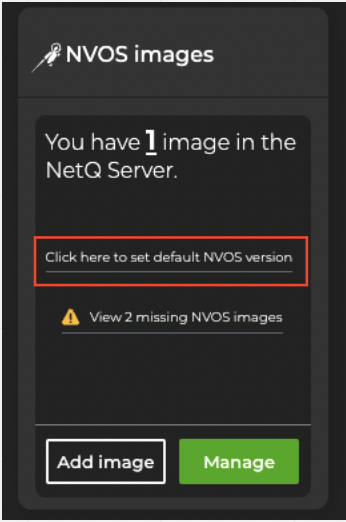 NVOS images
You have 1 image in the
NetQ Server.
Click here to set default NVOS version
View 2 missing NVOS images
Add image
Manage